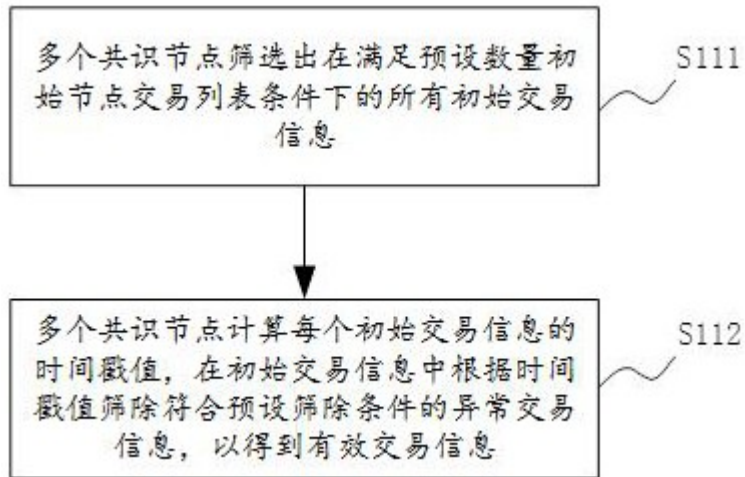 多个共识节点筛选出在满足预设数量初
始节点交易列表条件下的所有初始交易
信息
S111
多个共识节点计算每个初始交易信息的
时间戳值，在初始交易信息中根据时间
戳值筛除符合预设筛除条件的异常交易
信息，以得到有效交易信息
S112